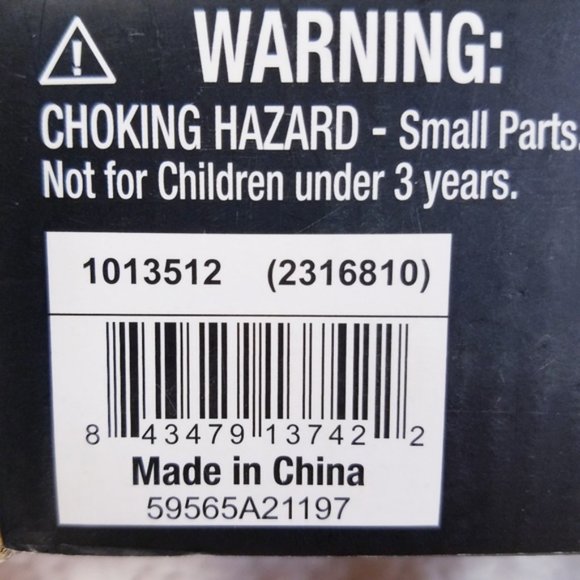 WARNING:
CHOKING HAZARD - Small Parts.
Not for Children under 3 years.
1013512 (2316810)
8 43479 13742 2
Made in China
59565A21197